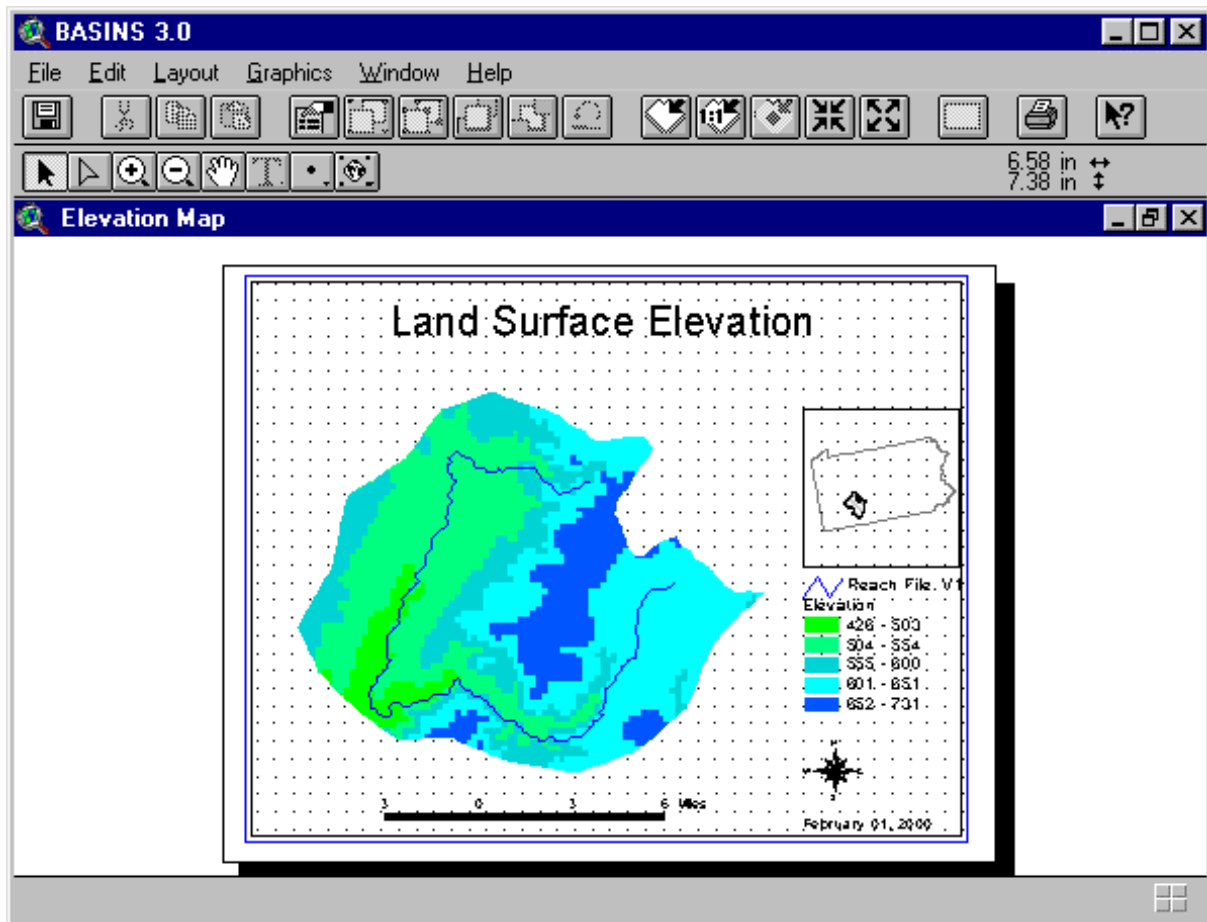 BASINS 3.0
File Edit Layout Graphics Window Help
1:1
?
6.58 in
7.38 in
Elevation Map
Land Surface Elevation
Reach File, V1
Elevation
426 - 503
504 - 554
555 - 600
601 - 651
652 - 731
3 0 3 6 Miles
February 01, 2000